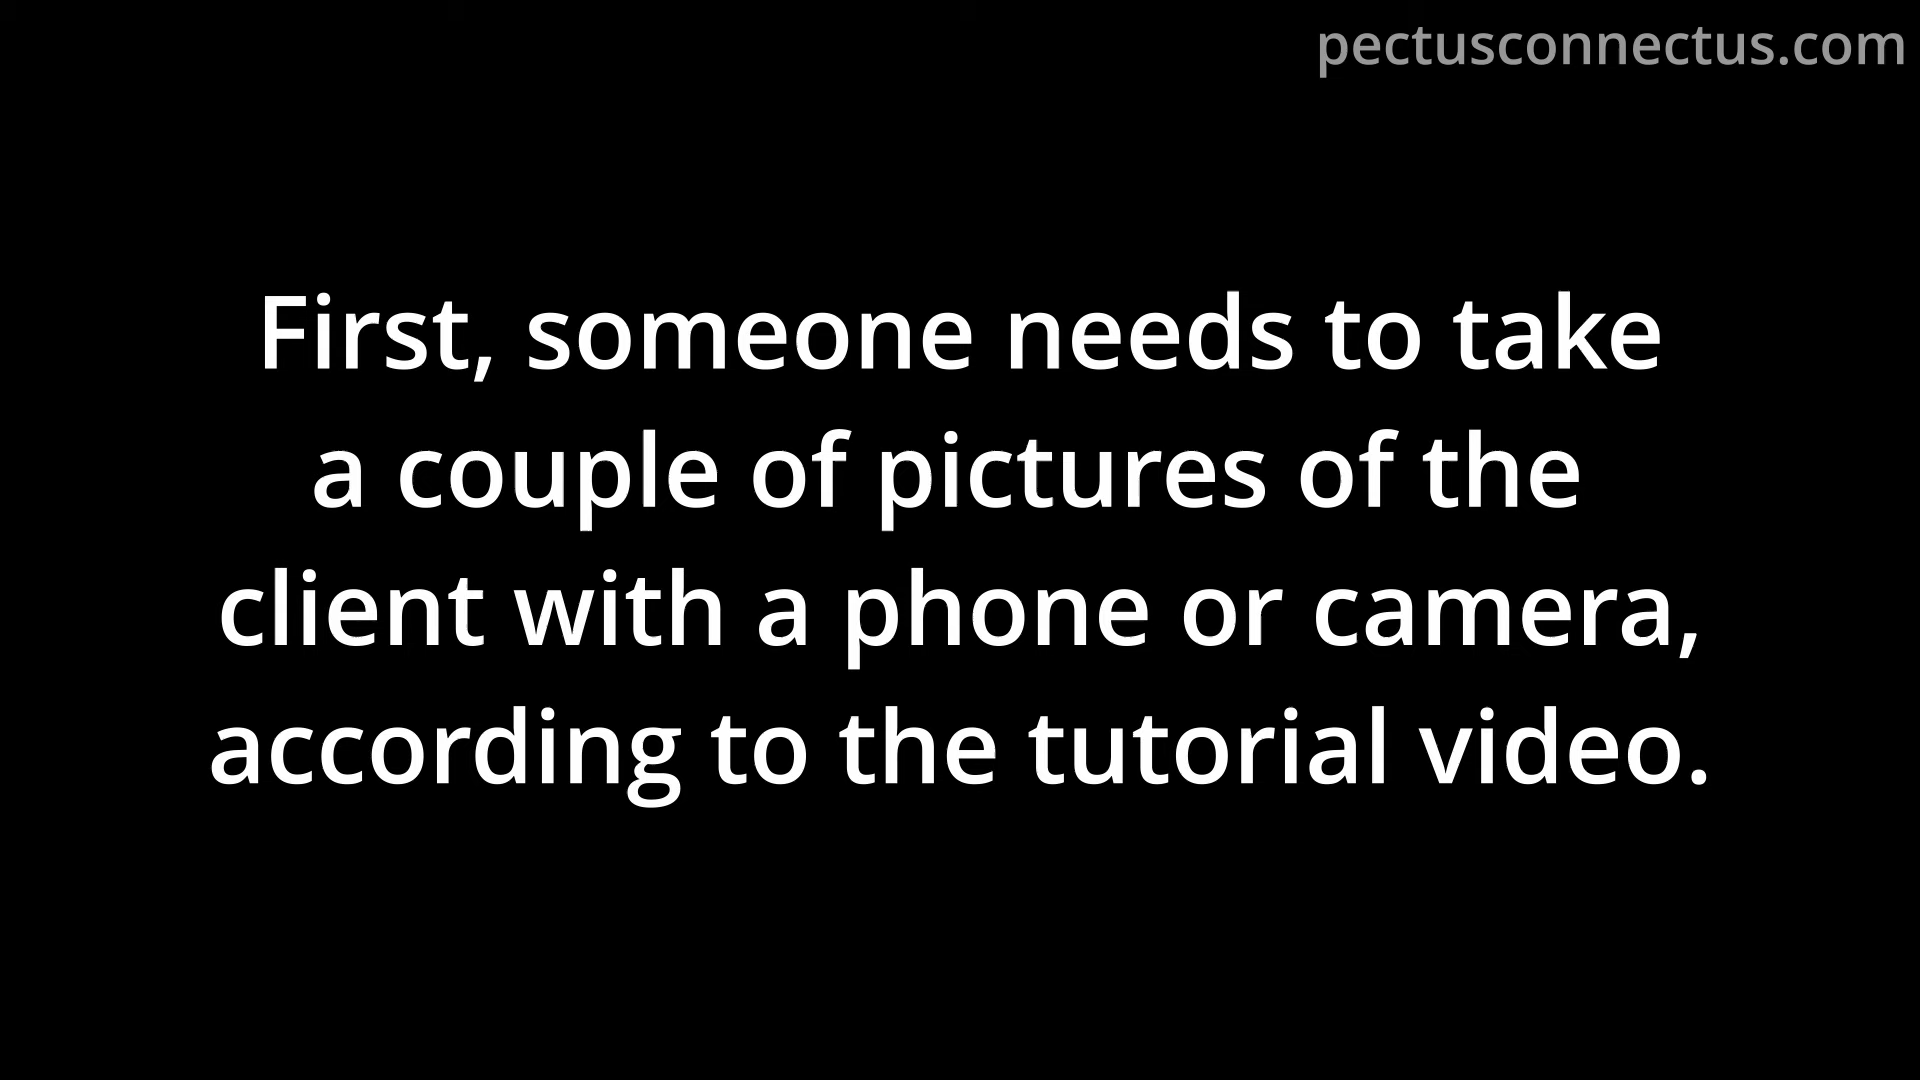 pectusconnectus.com
First, someone needs to take
a couple of pictures of the
client with a phone or camera,
according to the tutorial video.